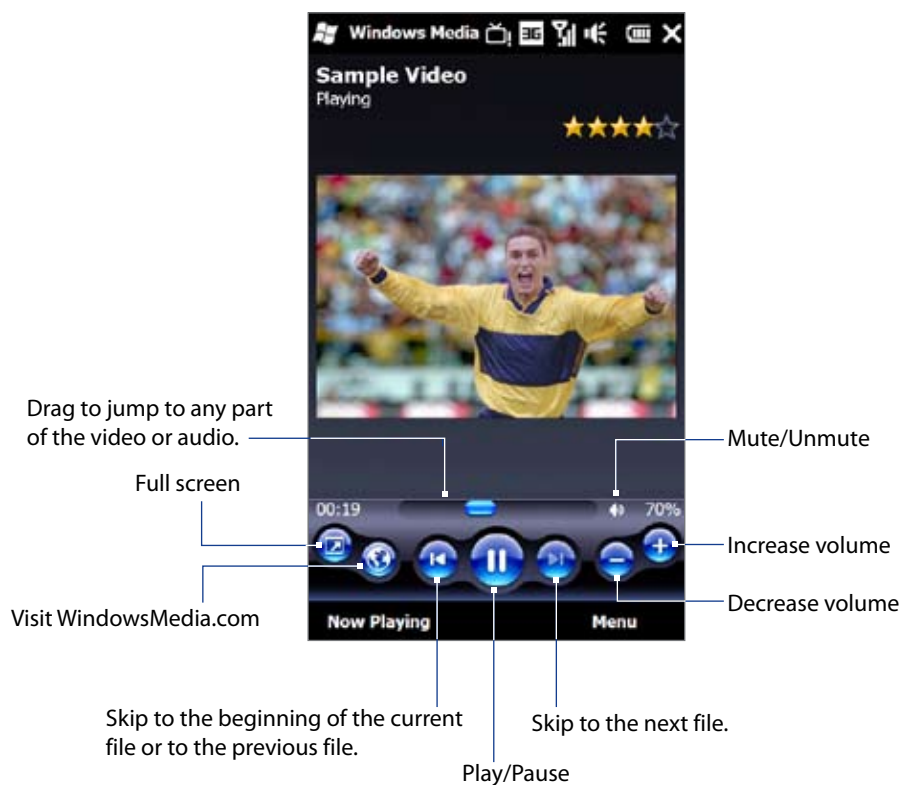 Windows Media
3G
Sample Video
Playing
Drag to jump to any part
of the video or audio.
Mute/Unmute
Full screen
00:19
70%
Increase volume
Visit WindowsMedia.com
Decrease volume
Now Playing
Menu
Skip to the beginning of the current
file or to the previous file.
Skip to the next file.
Play/Pause